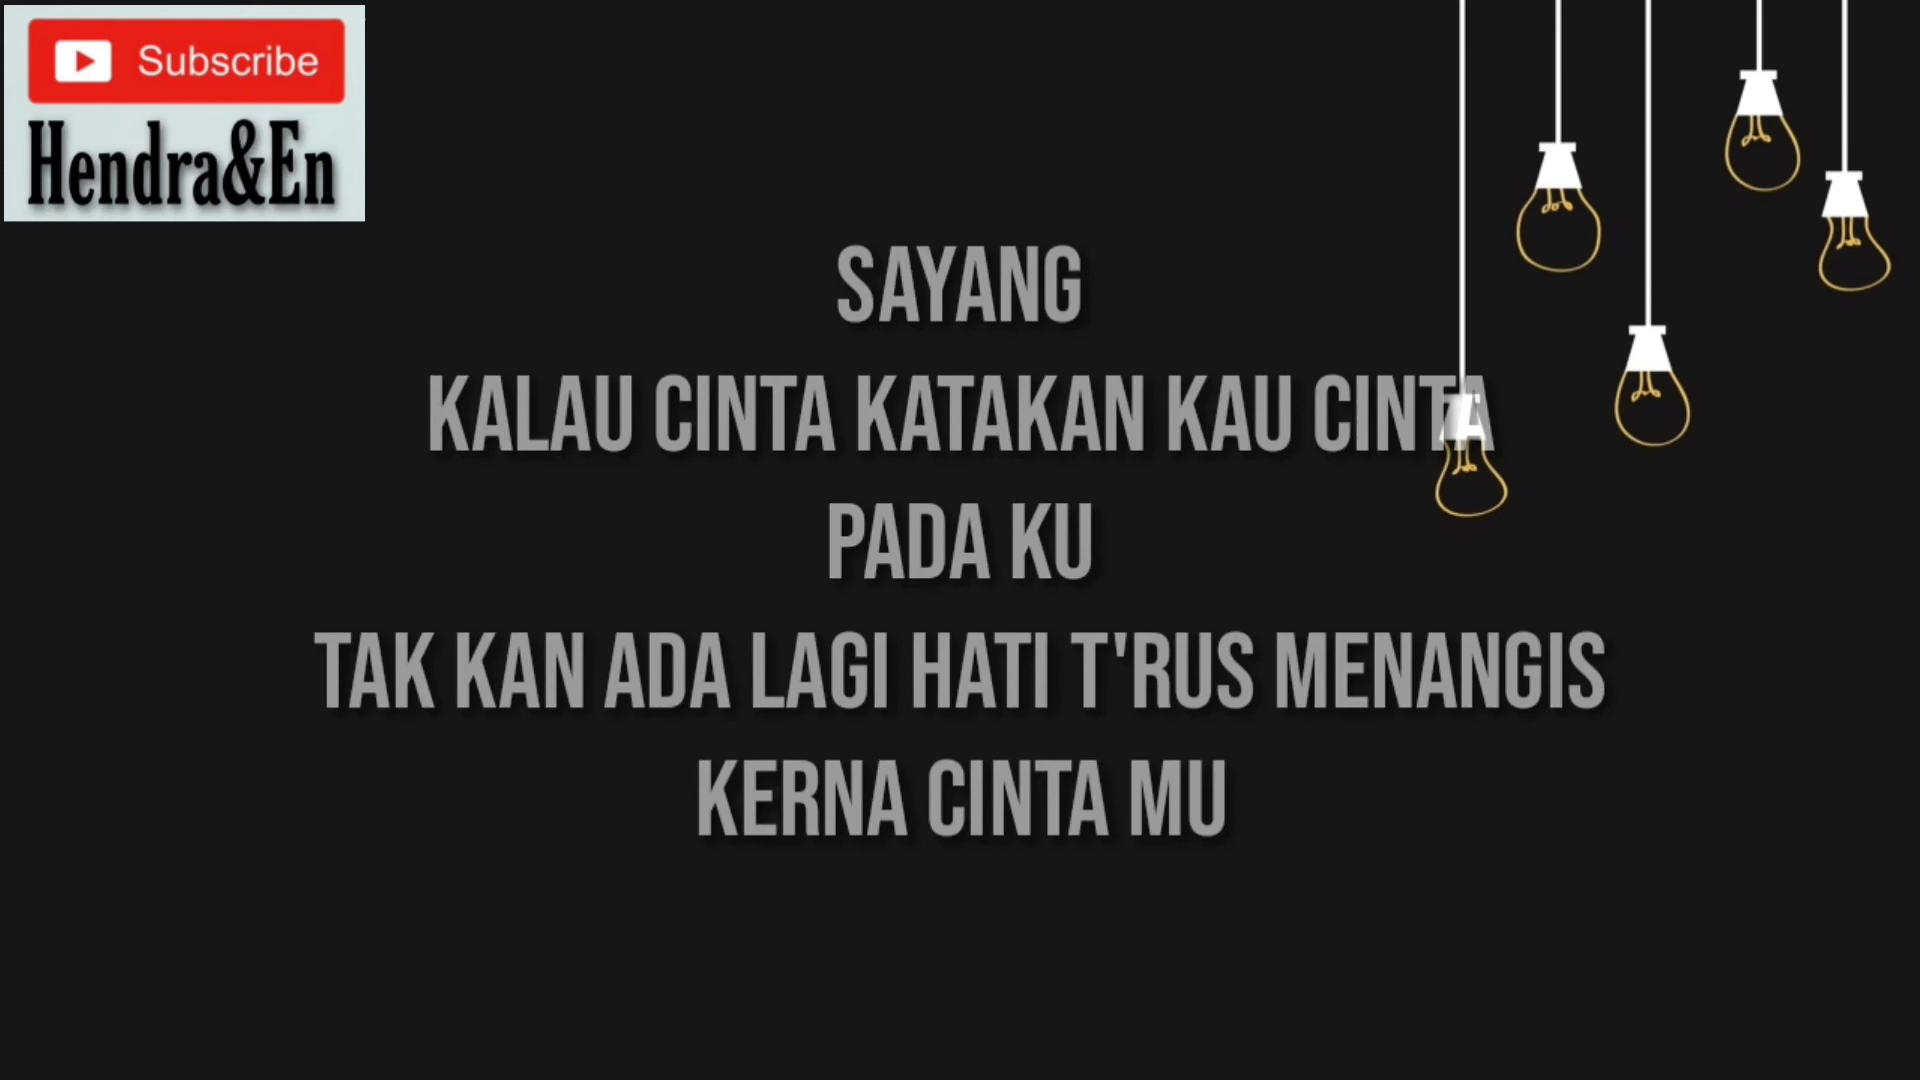 Subscribe
Hendra&En
SAYANG
KALAU CINTA KATAKAN KAU CINTA
PADA KU
TAK KAN ADA LAGI HATI T'RUS MENANGIS
KERNA CINTA MU